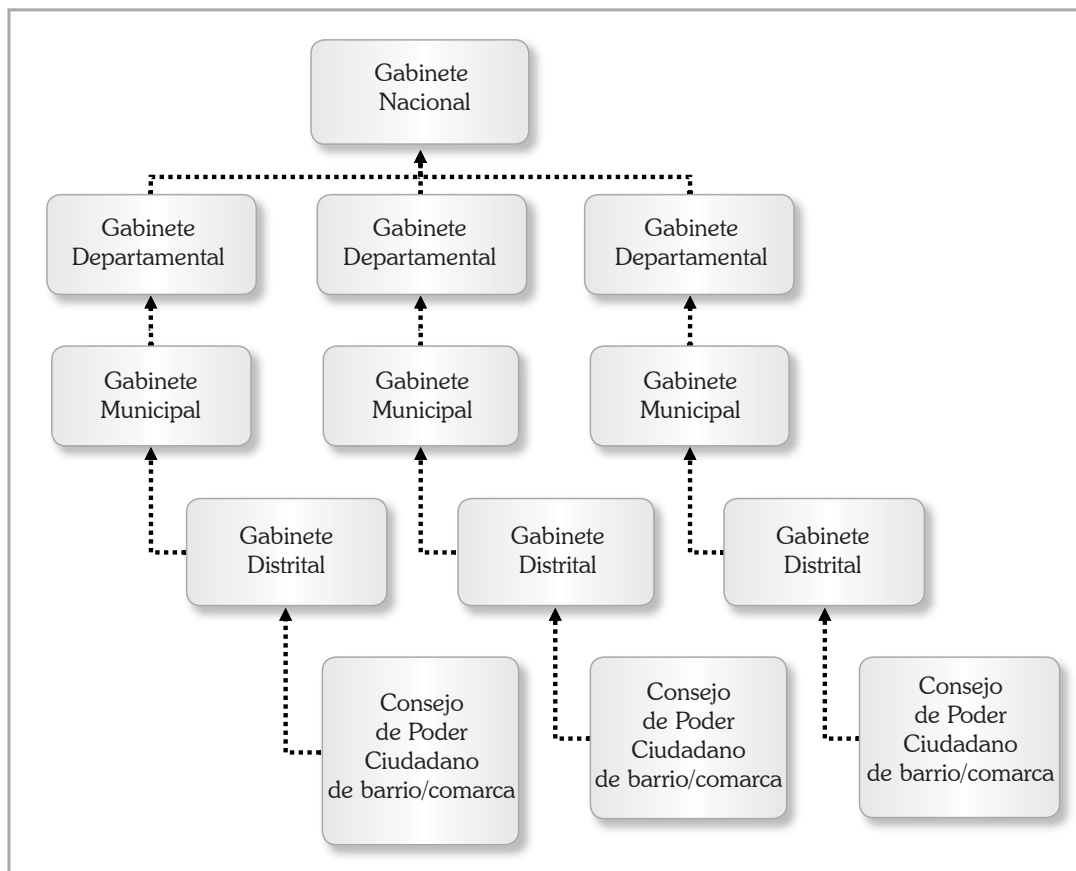 Gabinete
Nacional
Gabinete
Departamental
Gabinete
Departamental
Gabinete
Departamental
Gabinete
Municipal
Gabinete
Municipal
Gabinete
Municipal
Gabinete
Distrital
Gabinete
Distrital
Gabinete
Distrital
Consejo
de Poder
Ciudadano
de barrio/comarca
Consejo
de Poder
Ciudadano
de barrio/comarca
Consejo
de Poder
Ciudadano
de barrio/comarca